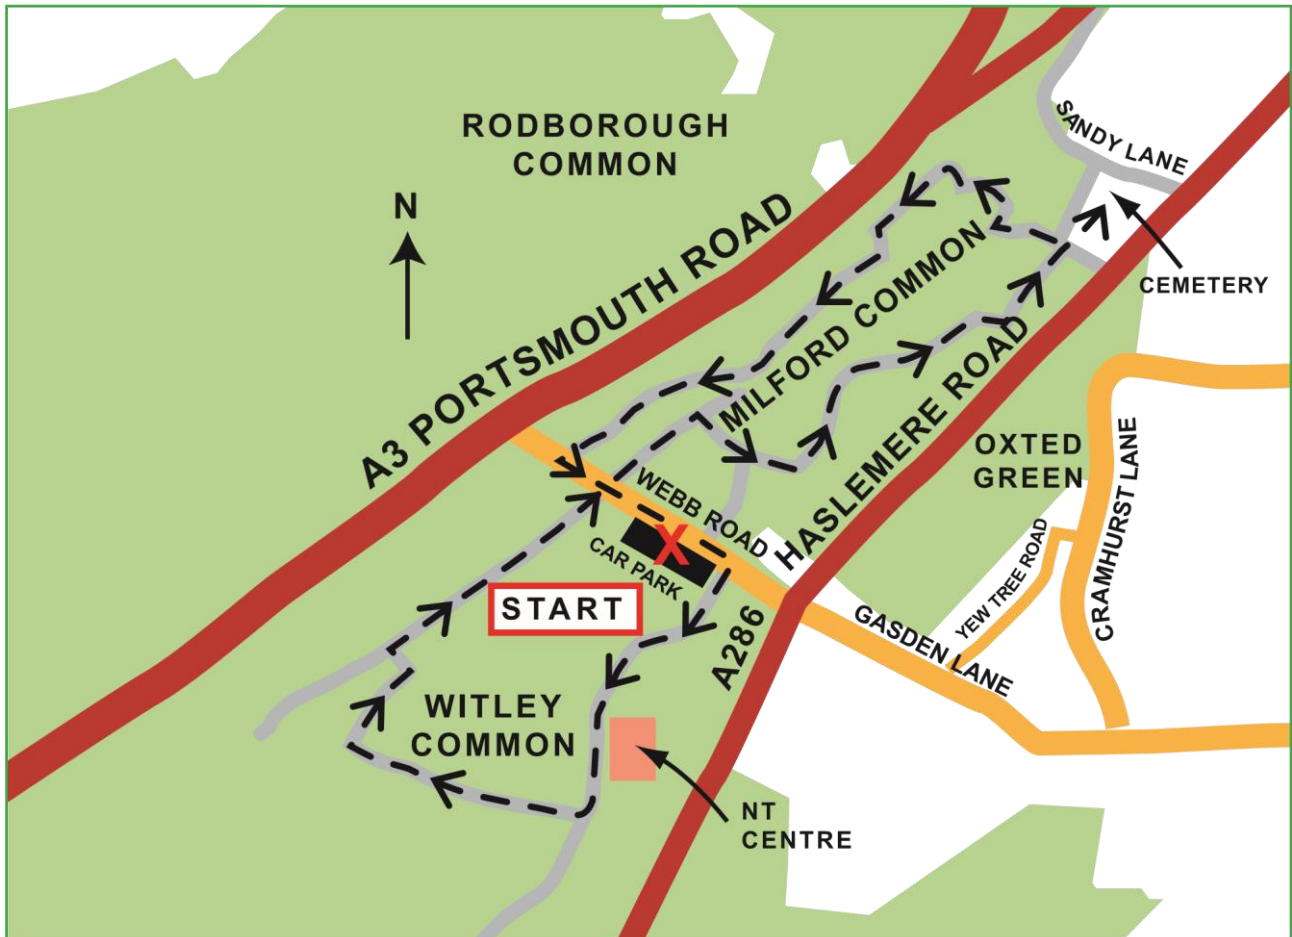 RODBOROUGH
COMMON
SANDY LANE
N
A3 PORTSMOUTH ROAD
CEMETERY
MILFORD COMMON
HASLEMERE ROAD
OXTED
GREEN
CRAMHURST LANE
WEBB ROAD
X
CAR PARK
YEW TREE ROAD
START
A286
GASDEN LANE
WITLEY
COMMON
NT
CENTRE